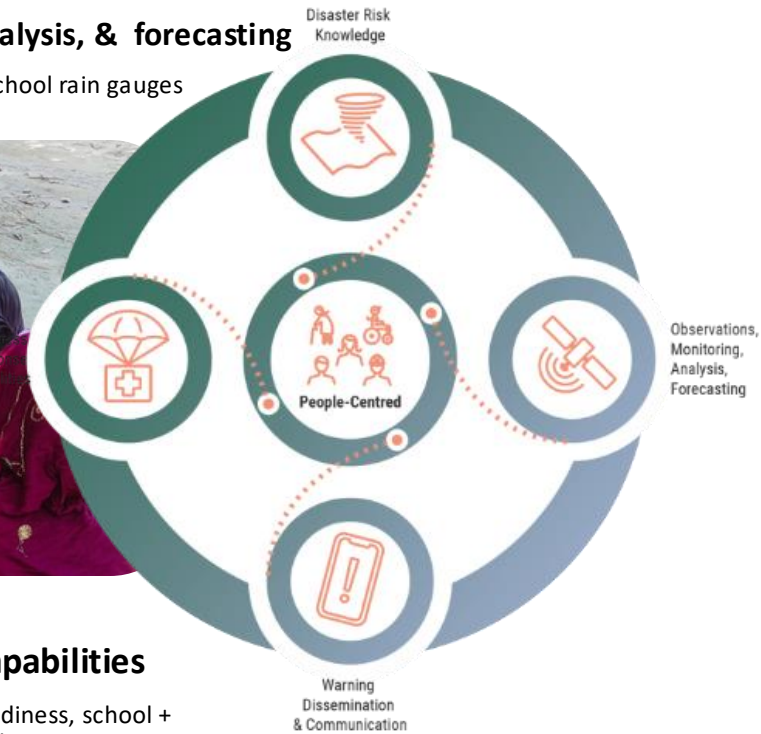 Disaster Risk
Knowledge
alysis, & forecasting
chool rain gauges
Observations,
Monitoring,
Analysis,
Forecasting
People-Centred
Warning
Dissemination
& Communication
pabilities
diness, school +